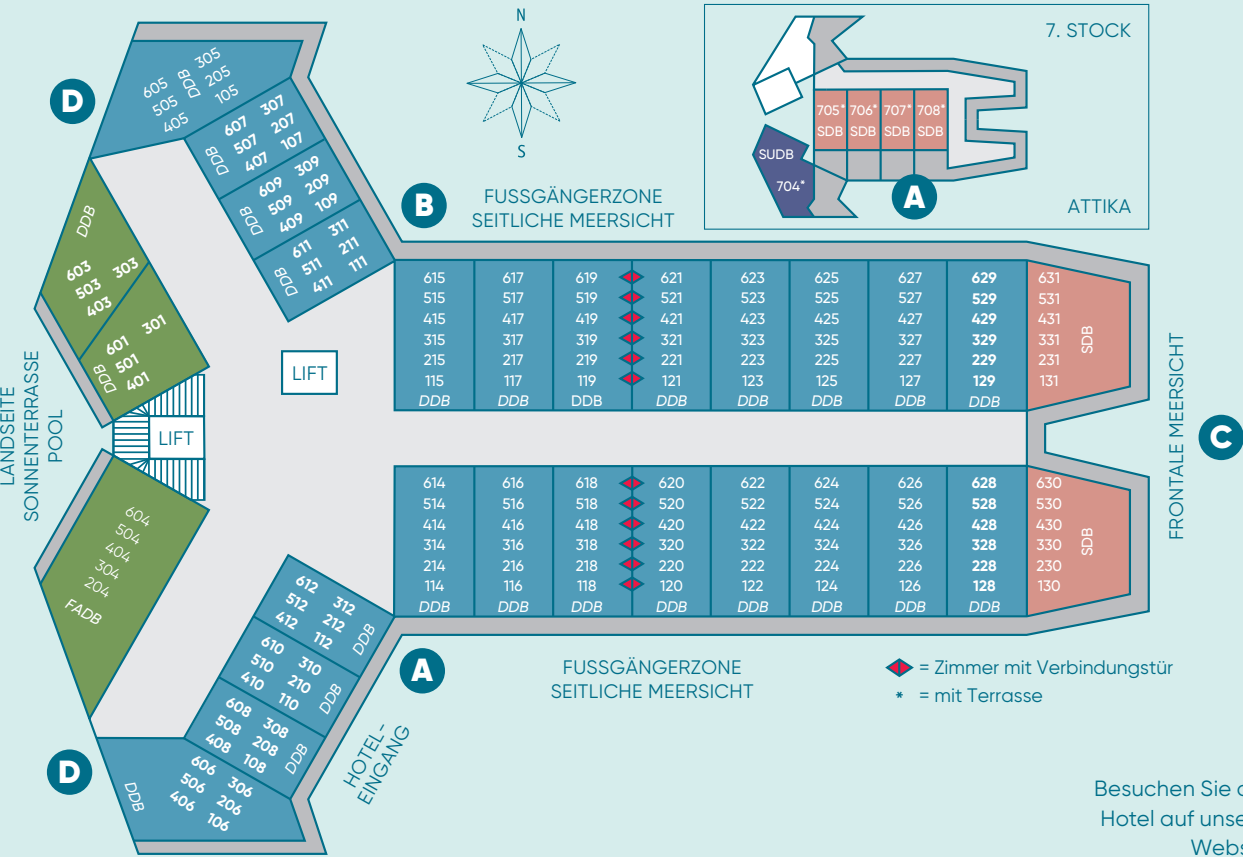 N
S
7. STOCK
705* 706* 707* 708*
SDB SDB SDB SDB
SUDB
704*
A
ATTIKA
D
605 305
505 DDB 205
405 105
607 307
507 207
407 107
DDB
609 309
509 209
409 109
DDB
611 311
511 211
411 111
DDB
B
FUSSGÄNGERZONE
SEITLICHE MEERSICHT
DDB
603 303
503
403
601 301
501
401
DDB
LANDSEITE
SONNENTERRASSE
POOL
LIFT
LIFT
615 617 619 621 623 625 627 629 631
515 517 519 521 523 525 527 529 531
415 417 419 421 423 425 427 429 431
315 317 319 321 323 325 327 329 331
215 217 219 221 223 225 227 229 231
115 117 119 121 123 125 127 129 131
DDB DDB DDB DDB DDB DDB DDB DDB
SDB
FRONTALE MEERSICHT
C
614 616 618 620 622 624 626 628 630
514 516 518 520 522 524 526 528 530
414 416 418 420 422 424 426 428 430
314 316 318 320 322 324 326 328 330
214 216 218 220 222 224 226 228 230
114 116 118 120 122 124 126 128 130
DDB DDB DDB DDB DDB DDB DDB DDB
SDB
604
504
404
304
204
FADB
612 312
512 212
412 112
DDB
610 310
510 210
410 110
DDB
608 308
508 208
408 108
DDB
606 306
506 206
406 106
DDB
D
A
HOTEL-
EINGANG
FUSSGÄNGERZONE
SEITLICHE MEERSICHT
= Zimmer mit Verbindungstür
* = mit Terrasse
Besuchen Sie
Hotel auf